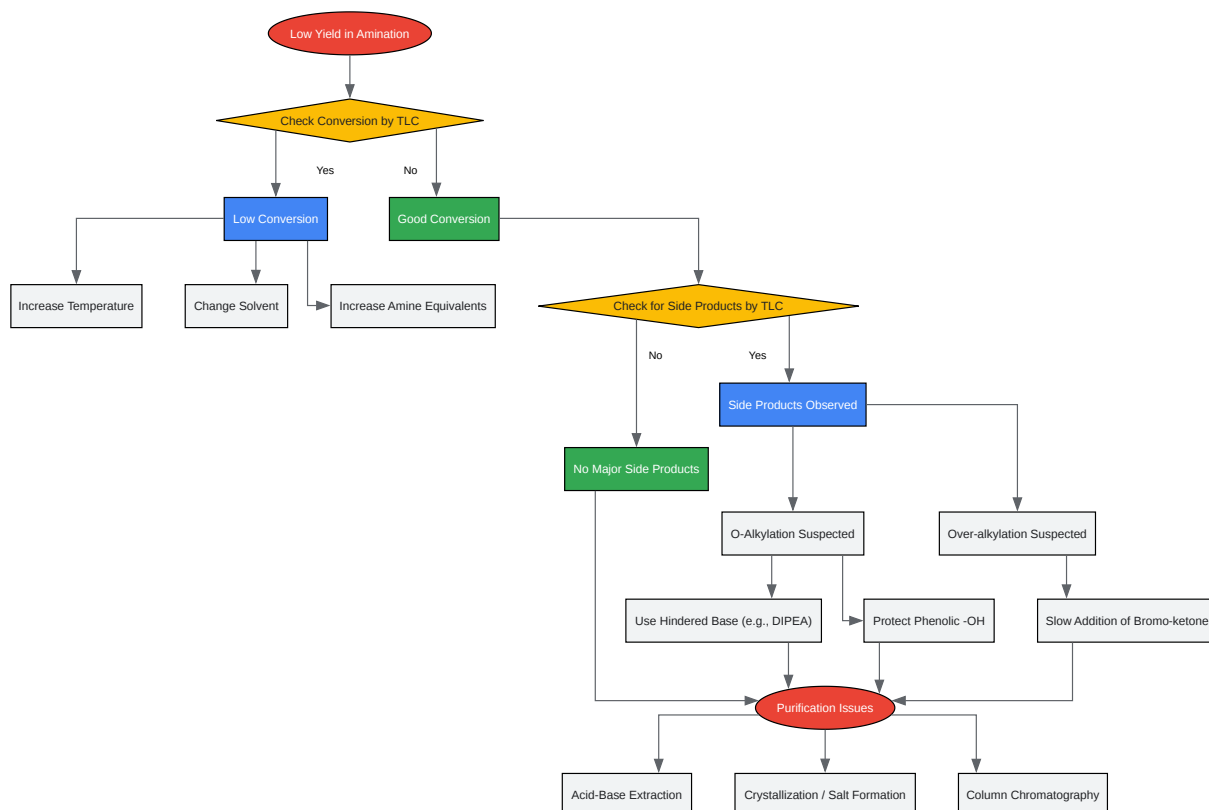 Low Yield in Amination
Check Conversion by TLC
Yes
No
Low Conversion
Good Conversion
Increase Temperature
Change Solvent
Increase Amine Equivalents
Check for Side Products by TLC
No
Yes
Side Products Observed
No Major Side Products
O-Alkylation Suspected
Over-alkylation Suspected
Use Hindered Base (e.g., DIPEA)
Protect Phenolic -OH
Slow Addition of Bromo-ketone
Purification Issues
Acid-Base Extraction
Crystallization / Salt Formation
Column Chromatography